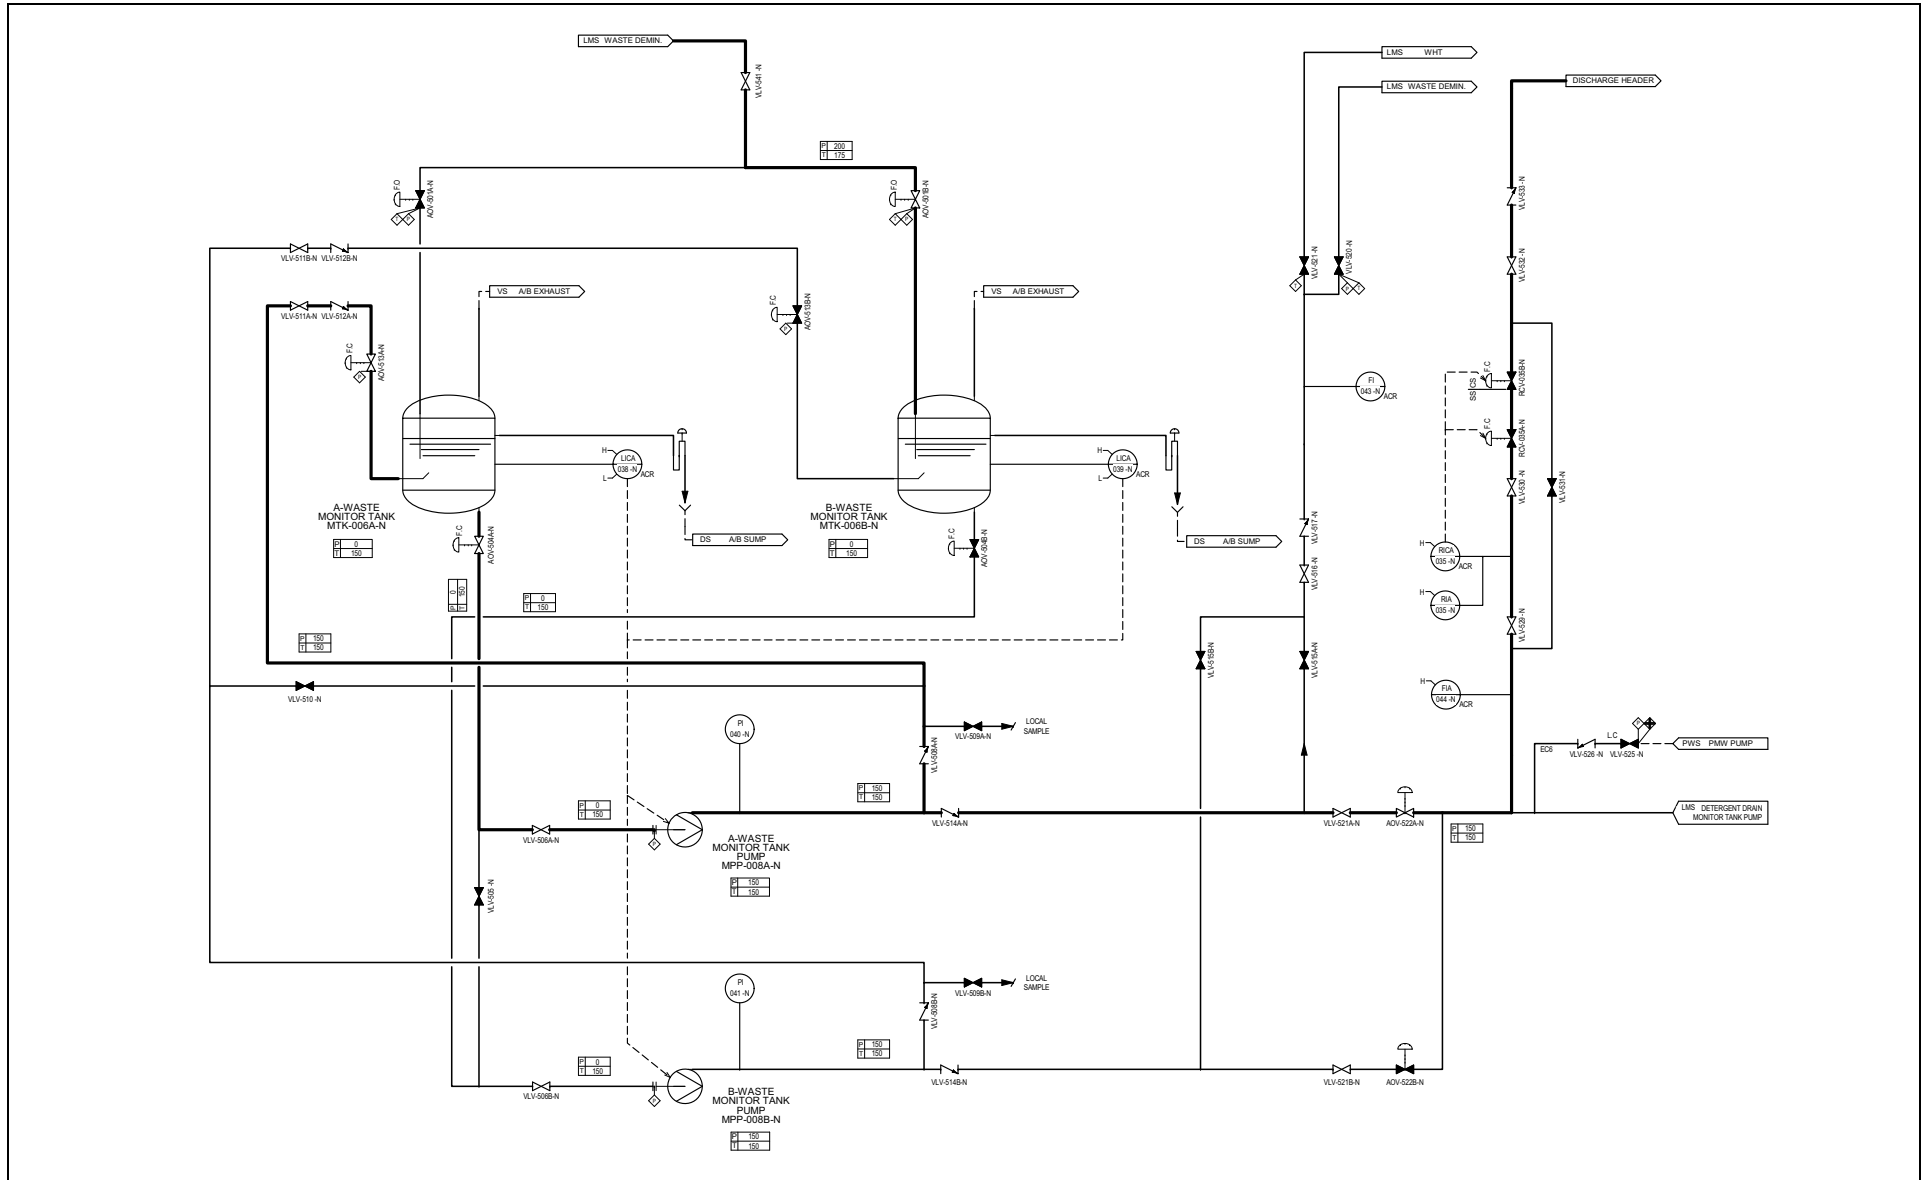 LMS WASTE DEMIN.
VLV-541 -N
LMS WHT
LMS WASTE DEMIN.
DISCHARGE HEADER
P 200
T 175
F.O
AOV-501A-N
T P
F.O
AOV-501B-N
T P
VLV-533 -N
VLV-511B-N VLV-512B-N
VLV-521 -N
T
VLV-520 -N
P T
VLV-532 -N
VS A/B EXHAUST
VS A/B EXHAUST
VLV-511A-N VLV-512A-N
F.C
AOV-513B-N
P
F.C
AOV-513A-N
P
FI
043 -N
ACR
SS CS
F.C
RCV-035B-N
F.C
RCV-035A-N
H
LICA
038 -N
L
ACR
H
LICA
039 -N
L
ACR
VLV-530 -N
VLV-531-N
A-WASTE
MONITOR TANK
MTK-006A-N
P 0
T 150
B-WASTE
MONITOR TANK
MTK-006B-N
P 0
T 150
F.C
AOV-504A-N
DS A/B SUMP
F.C
AOV-504B-N
DS A/B SUMP
VLV-517 -N
VLV-516 -N
H
RICA
035 -N
ACR
H
RIA
035 -N
VLV-529 -N
P 0
T 150
P 0
T 150
P 150
T 150
VLV-515B-N
VLV-515A-N
VLV-510 -N
H
FIA
044 -N
ACR
PI
040 -N
VLV-509A-N
LOCAL
SAMPLE
VLV-508A-N
EC6
VLV-526 -N
L.C
VLV-525 -N
P
PWS PMW PUMP
P 0
T 150
P 150
T 150
VLV-506A-N
P
VLV-514A-N
VLV-521A-N
AOV-522A-N
P 150
T 150
LMS DETERGENT DRAIN
MONITOR TANK PUMP
A-WASTE
MONITOR TANK
PUMP
MPP-008A-N
P 150
T 150
VLV-505 -N
PI
041 -N
VLV-509B-N
LOCAL
SAMPLE
VLV-508B-N
P 0
T 150
P 150
T 150
VLV-506B-N
P
VLV-514B-N
VLV-521B-N
AOV-522B-N
B-WASTE
MONITOR TANK
PUMP
MPP-008B-N
P 150
T 150